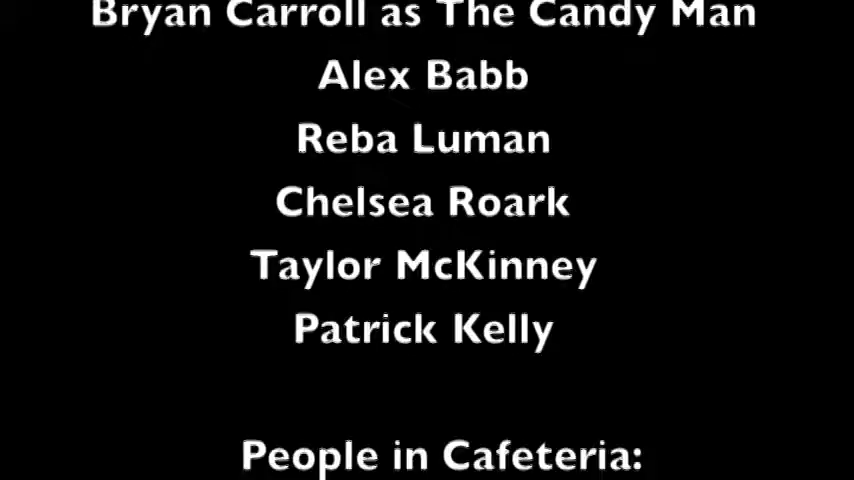 Bryan Carroll as The Candy Man
Alex Babb
Reba Luman
Chelsea Roark
Taylor McKinney
Patrick Kelly
People in Cafeteria: